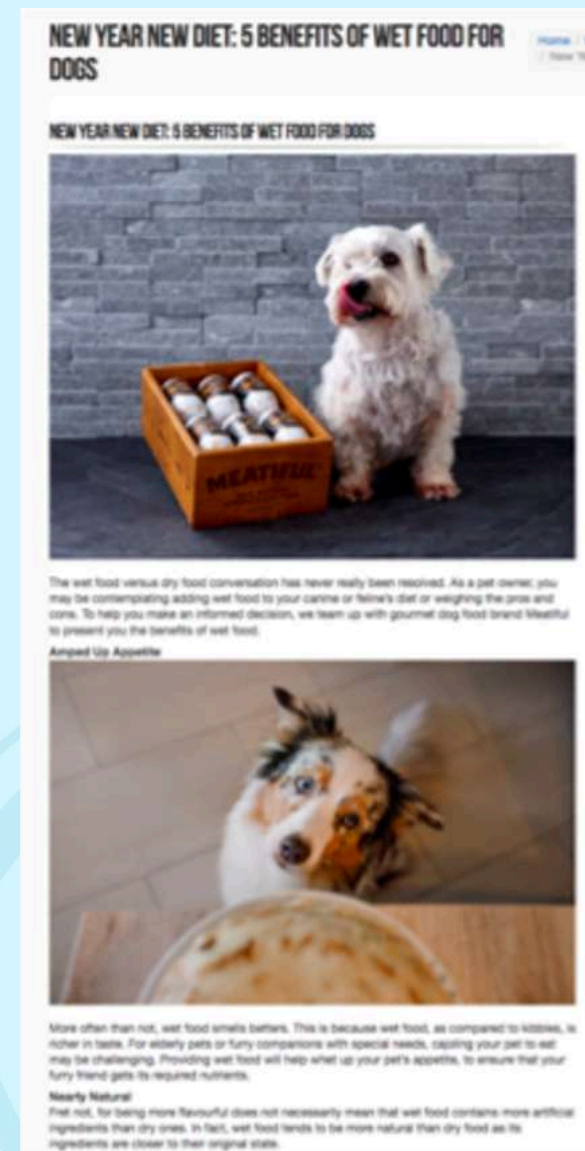 NEW YEAR NEW DIET: 5 BENEFITS OF WET FOOD FOR
DOGS
Home /
/ New
NEW YEAR NEW DIET: 5 BENEFITS OF WET FOOD FOR DOGS
MEATIFUL
The wet food versus dry food conversation has never really been resolved. As a pet owner, you
may be contemplating adding wet food to your canine or feline's diet or weighing the pros and
cons. To help you make an informed decision, we team up with gourmet dog food brand Meatiful
to present you the benefits of wet food.
Amped Up Appetite
More often than not, wet food smells betters. This is because wet food, as compared to kibbles, is
richer in taste. For elderly pets or furry companions with special needs, cajoling your pet to eat
may be challenging. Providing wet food will help whet up your pet's appetite, to ensure that your
furry friend gets its required nutrients.
Nearly Natural
Fret not, for being more flavourful does not necessarily mean that wet food contains more artificial
ingredients than dry ones. In fact, wet food tends to be more natural than dry food as its
ingredients are closer to their original state.